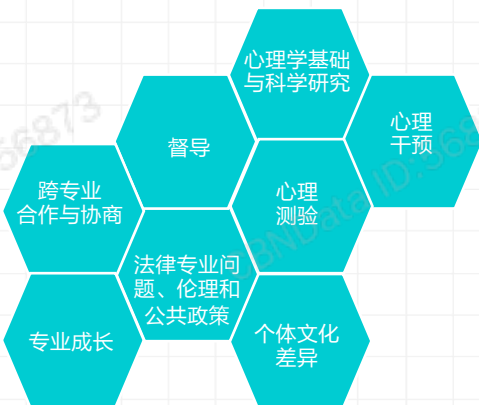 心理学基础
与科学研究
督导
心理
干预
跨专业
合作与协商
心理
测验
法律专业问
题、伦理和
公共政策
专业成长
个体文化
差异